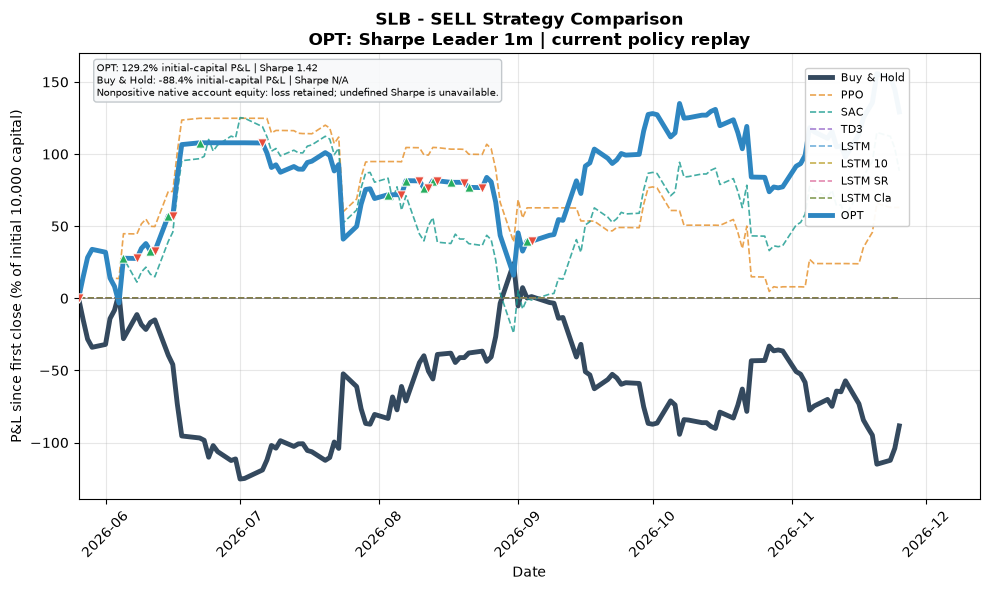 SLB - SELL Strategy Comparison
OPT: Sharpe Leader 1m | current policy replay
OPT: 129.2% initial-capital P&L | Sharpe 1.42
Buy & Hold: -88.4% initial-capital P&L | Sharpe N/A
Nonpositive native account equity: loss retained; undefined Sharpe is unavailable.
Buy & Hold
PPO
SAC
TD3
LSTM
LSTM 10
LSTM SR
LSTM Cla
OPT
P&L since first close (% of initial 10,000 capital)
150
100
50
0
−50
−100
2026-06
2026-07
2026-08
2026-09
2026-10
2026-11
2026-12
Date